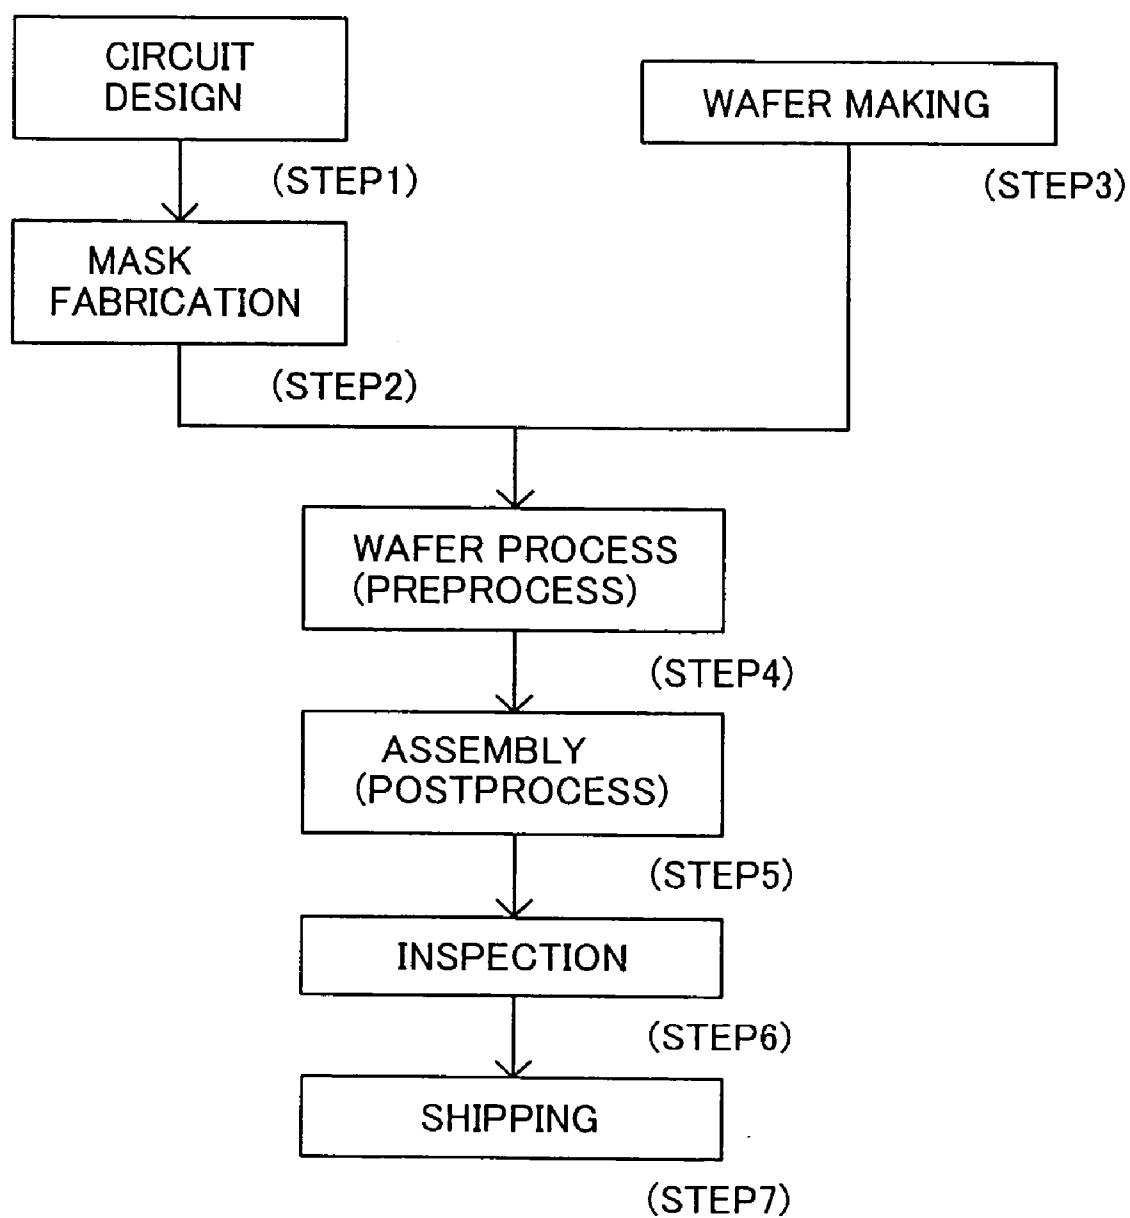 CIRCUIT
DESIGN
(STEP1)
MASK
FABRICATION
(STEP2)
WAFER MAKING
(STEP3)
WAFER PROCESS
(PREPROCESS)
(STEP4)
ASSEMBLY
(POSTPROCESS)
(STEP5)
INSPECTION
(STEP6)
SHIPPING
(STEP7)